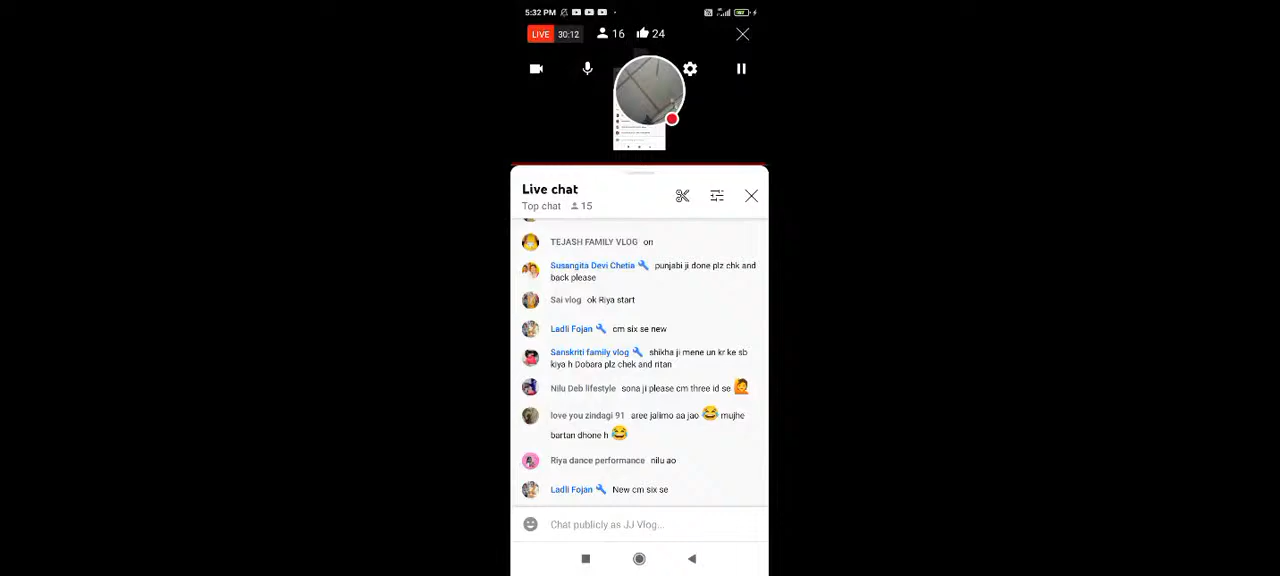 5:32 PM
LIVE 30:12 16 24
Live chat
Top chat 15
TEJASH FAMILY VLOG on
Susangita Devi Chetia punjabi ji done plz chk and
back please
Sai vlog ok Riya start
Ladli Fojan cm six se new
Sanskriti family vlog shikha ji mene un kr ke sb
kiya h Dobara plz chek and ritan
Nilu Deb lifestyle sona ji please cm three id se 🙋
love you zindagi 91 aree jalimo aa jao 😂 mujhe
bartan dhone h 😂
Riya dance performance nilu ao
Ladli Fojan New cm six se
Chat publicly as JJ Vlog...